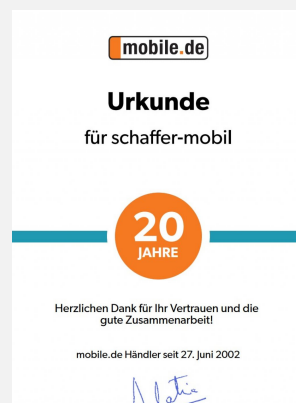 mobile.de
Urkunde
für schaffer-mobil
20
JAHRE
Herzlichen Dank für Ihr Vertrauen und die
gute Zusammenarbeit!
mobile.de Händler seit 27. Juni 2002